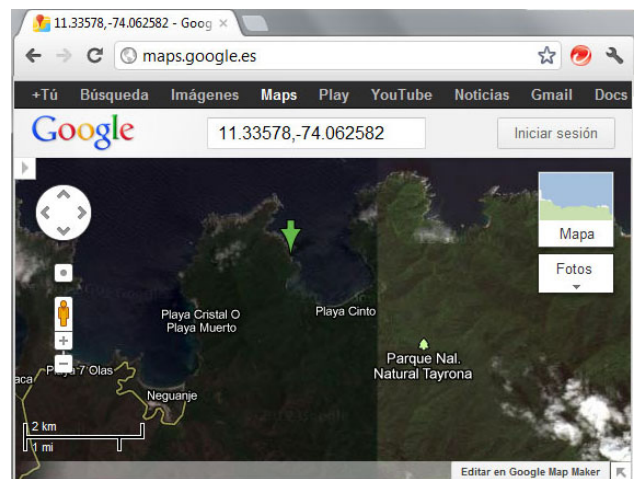 11.33578,-74.062582 - Goog
maps.google.es
+Tú Búsqueda Imágenes Maps Play YouTube Noticias Gmail Docs
Google 11.33578,-74.062582 Iniciar sesión
Mapa
Fotos
Playa Cristal O
Playa Muerto
Playa Cinto
Parque Nal.
Natural Tayrona
aca
7 Olas
Neguanje
2 km
1 mi
Editar en Google Map Maker